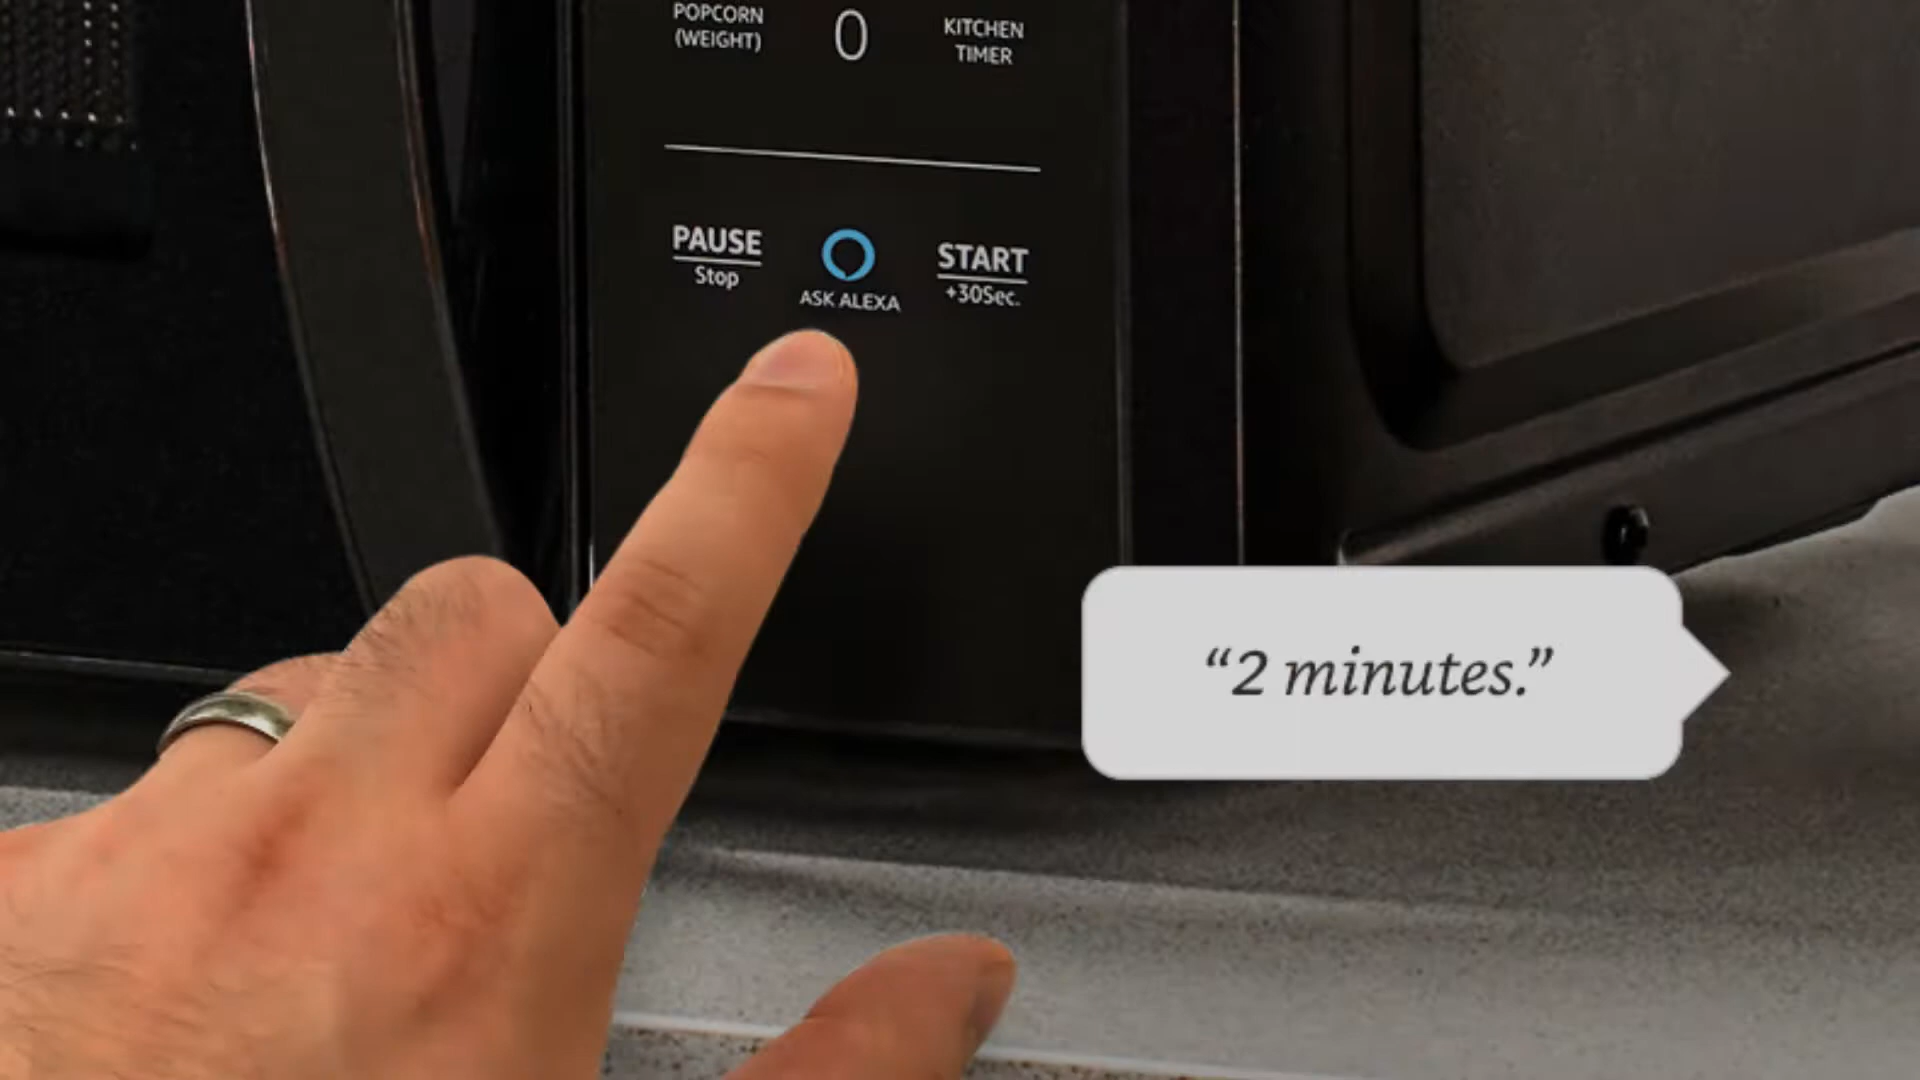 POPCORN
(WEIGHT)
0
KITCHEN
TIMER
PAUSE
Stop
ASK ALEXA
START
+30Sec.
“2 minutes.”